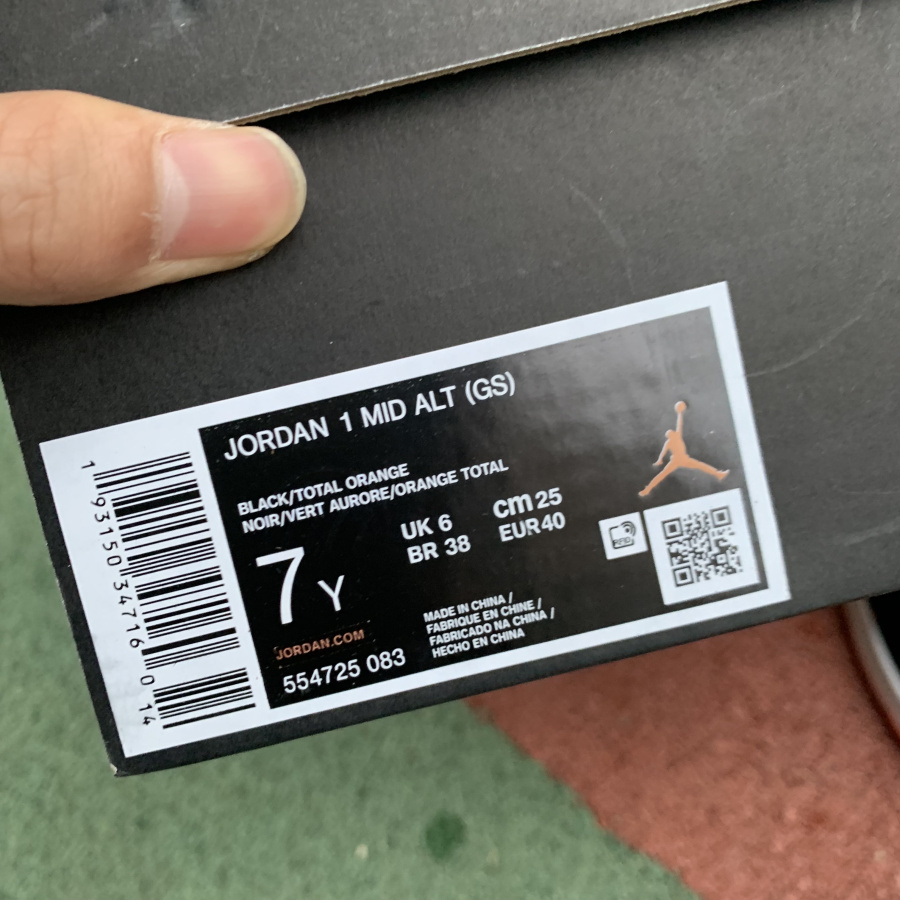 JORDAN 1 MID ALT (GS)
BLACK/TOTAL ORANGE
NOIR/VERT AURORE/ORANGE TOTAL
7 Y
UK 6 cm 25
BR 38 EUR 40
RFID
JORDAN.COM
554725 083
MADE IN CHINA /
FABRIQUE EN CHINE /
FABRICADO NA CHINA /
HECHO EN CHINA
1 93150 34716 0 14